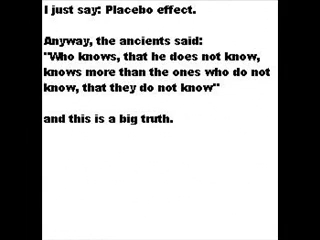 I just say: Placebo effect.
Anyway, the ancients said:
"Who knows, that he does not know,
knows more than the ones who do not
know, that they do not know"
and this is a big truth.